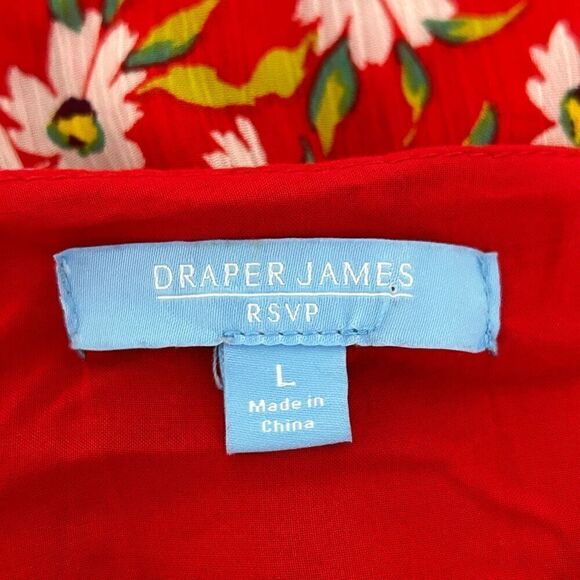 DRAPER JAMES
RSVP
L
Made in
China